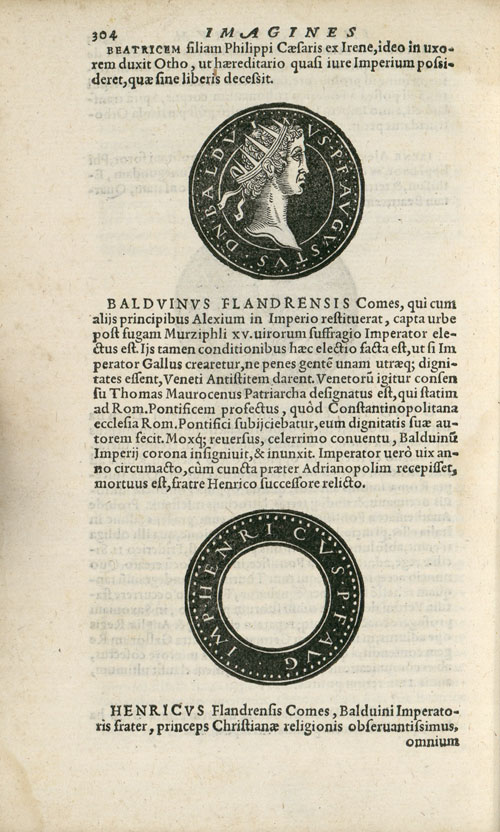 304 IMAGINES
BEATRICEM filiam Philippi Cæsaris ex Irene, ideo in uxo-
rem duxit Otho, ut hæreditario quasi iure Imperium possi-
deret, quæ sine liberis decessit.
DN·BALDVINVS·P·F·AVGVSTVS·
BALDVINVS FLANDRENSIS Comes, qui cum
alijs principibus Alexium in Imperio restituerat, capta urbe
post fugam Murziphli xv. uirorum suffragio Imperator ele-
ctus est. Ijs tamen conditionibus hæc electio facta est, ut si Im
perator Gallus crearetur, ne penes gentē unam utræq; digni-
tates essent, Veneti Antistitem darent. Venetorū igitur consen
su Thomas Maurocenus Patriarcha designatus est, qui statim
ad Rom. Pontificem profectus, quòd Constantinopolitana
ecclesia Rom. Pontifici subijciebatur, eum dignitatis suæ au-
torem fecit. Moxq; reuersus, celerrimo conuentu, Balduinū
Imperij corona insigniuit, & inunxit. Imperator uerò uix an-
no circumacto, cùm cuncta præter Adrianopolim recepisset,
mortuus est, fratre Henrico successore relicto.
IMP·HENRICVS·P·F·AVG·
HENRICVS Flandrensis Comes, Balduini Imperato-
ris frater, princeps Christianæ religionis obseruantissimus,
omnium